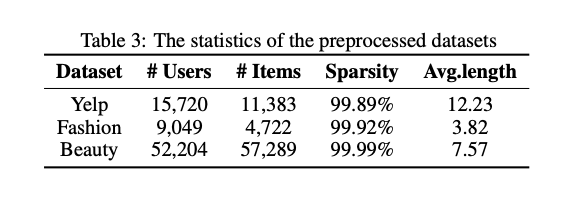 Table 3: The statistics of the preprocessed datasets
Dataset # Users # Items Sparsity Avg.length
Yelp 15,720 11,383 99.89% 12.23
Fashion 9,049 4,722 99.92% 3.82
Beauty 52,204 57,289 99.99% 7.57